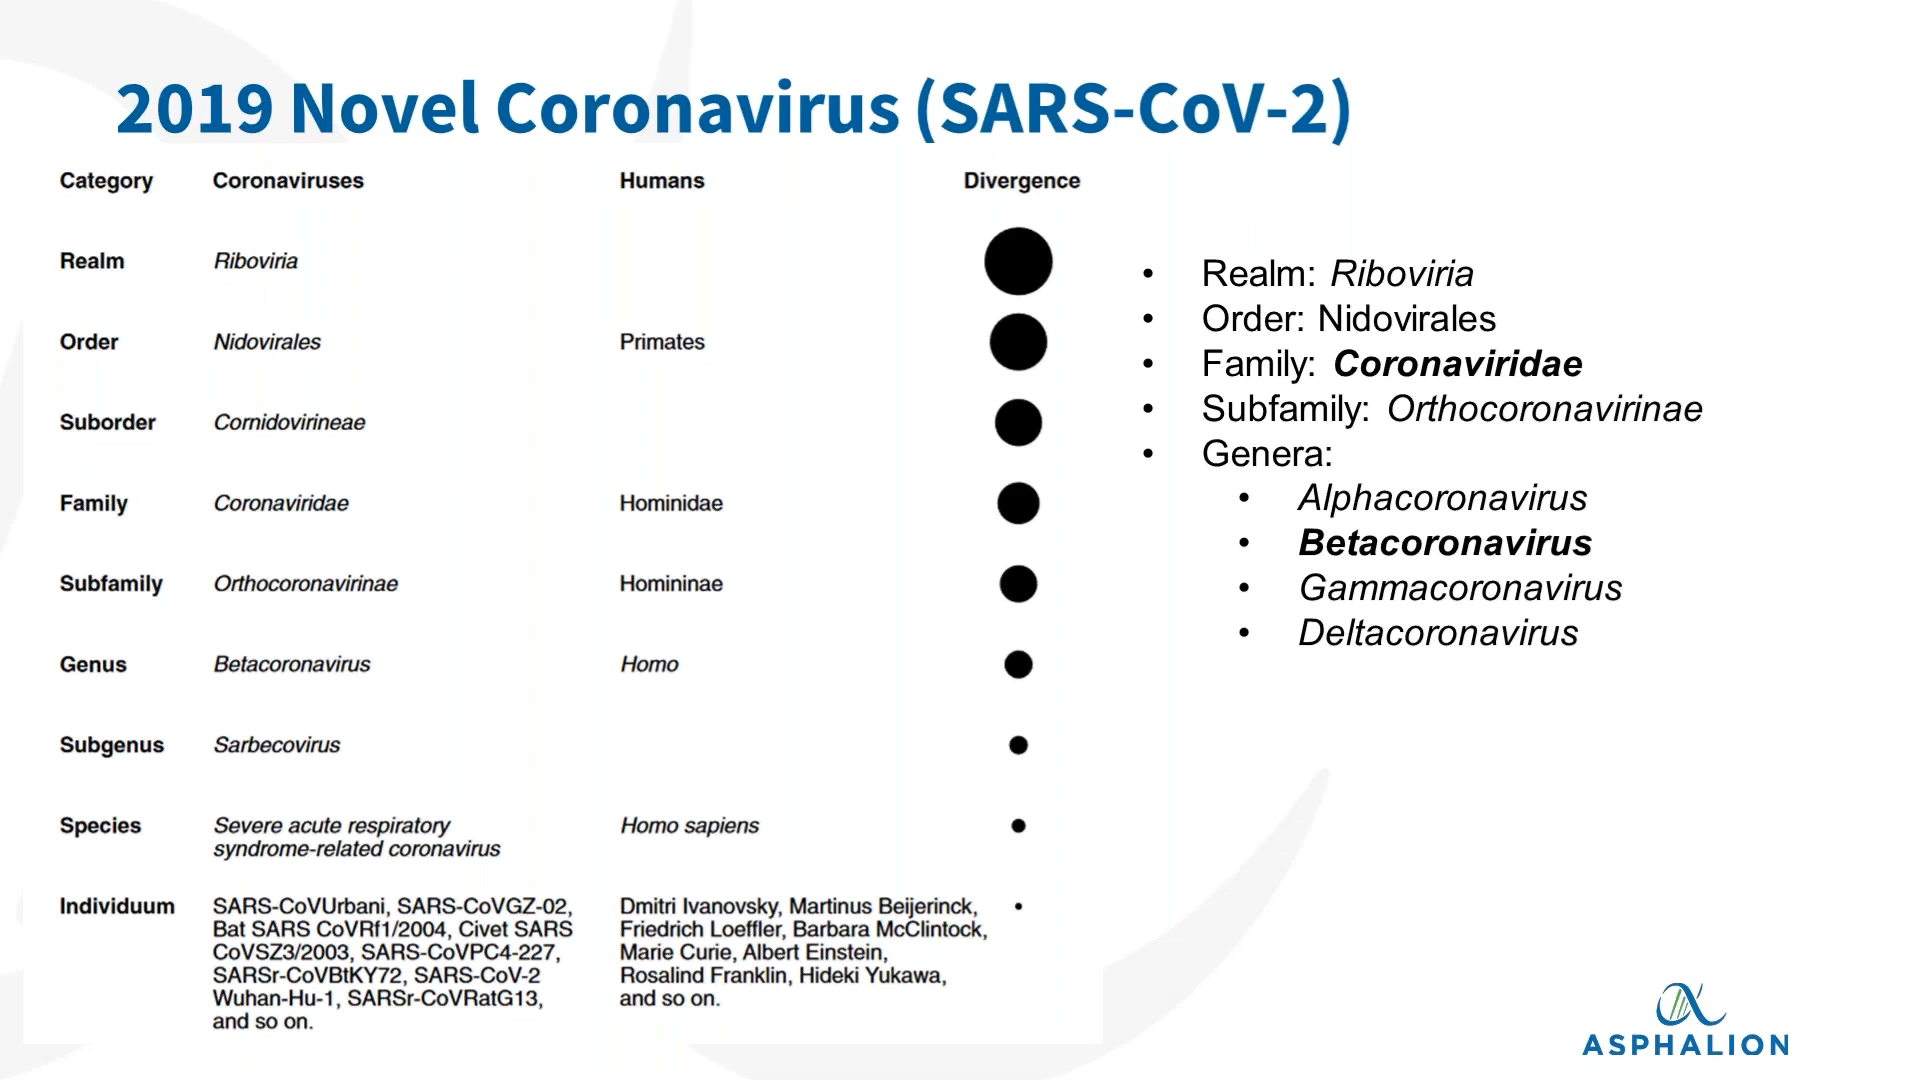 2019 Novel Coronavirus (SARS-CoV-2)
Category Coronaviruses Humans Divergence
Realm Riboviria
Order Nidovirales Primates
Suborder Cornidovirineae
Family Coronaviridae Hominidae
Subfamily Orthocoronavirinae Homininae
Genus Betacoronavirus Homo
Subgenus Sarbecovirus
Species Severe acute respiratory syndrome-related coronavirus Homo sapiens
Individuum
SARS-CoVUrbani, SARS-CoVGZ-02,
Bat SARS CoVRf1/2004, Civet SARS
CoVSZ3/2003, SARS-CoVPC4-227,
SARSr-CoVBtKY72, SARS-CoV-2
Wuhan-Hu-1, SARSr-CoVRatG13,
and so on.
Dmitri Ivanovsky, Martinus Beijerinck,
Friedrich Loeffler, Barbara McClintock,
Marie Curie, Albert Einstein,
Rosalind Franklin, Hideki Yukawa,
and so on.
• Realm: Riboviria
• Order: Nidovirales
• Family: Coronaviridae
• Subfamily: Orthocoronavirinae
• Genera:
• Alphacoronavirus
• Betacoronavirus
• Gammacoronavirus
• Deltacoronavirus
ASPHALION